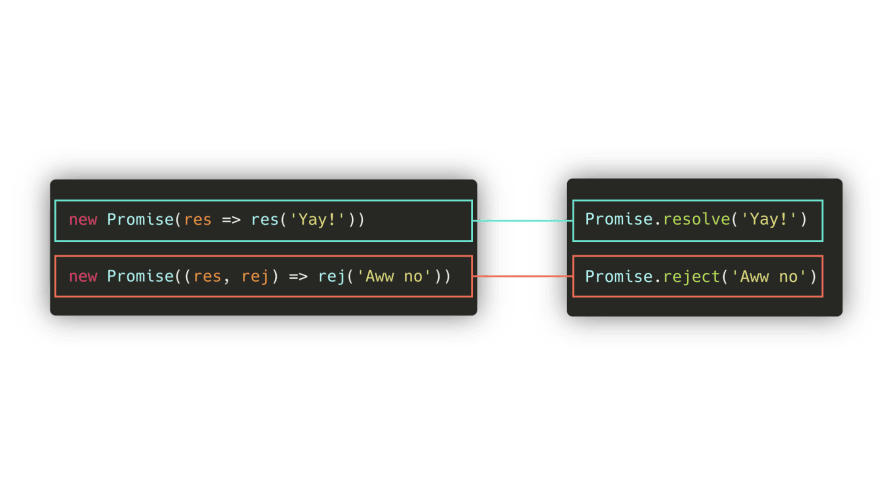 new Promise(res => res('Yay!'))
new Promise((res, rej) => rej('Aww no'))
Promise.resolve('Yay!')
Promise.reject('Aww no')